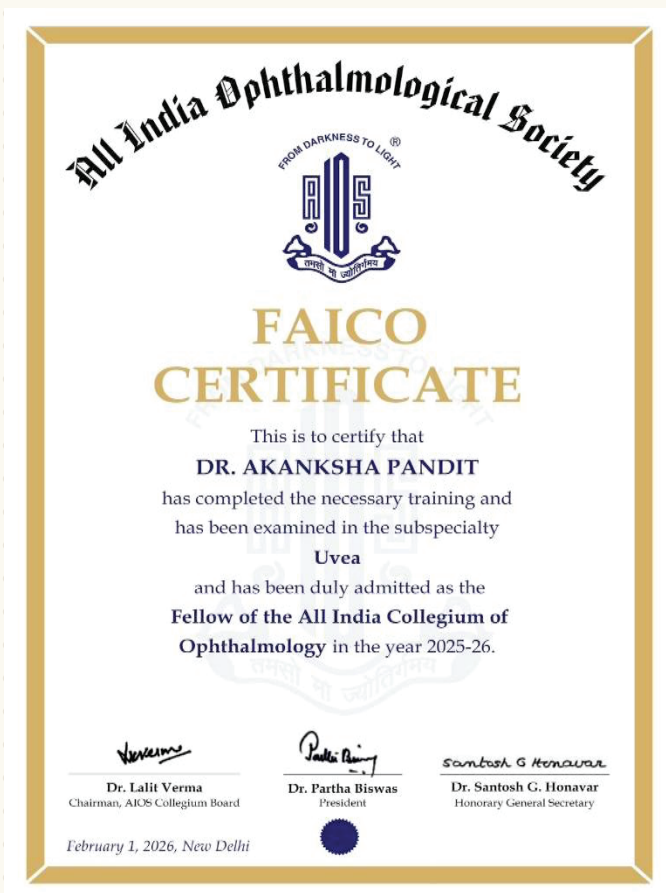 All India Ophthalmological Society
FROM DARKNESS TO LIGHT ®
AIOS
तमसो मा ज्योतिर्गमय
FAICO
CERTIFICATE
This is to certify that
DR. AKANKSHA PANDIT
has completed the necessary training and
has been examined in the subspecialty
Uvea
and has been duly admitted as the
Fellow of the All India Collegium of
Ophthalmology in the year 2025-26.
Santosh G Honavar
Dr. Lalit Verma
Chairman, AIOS Collegium Board
Dr. Partha Biswas
President
Dr. Santosh G. Honavar
Honorary General Secretary
February 1, 2026, New Delhi